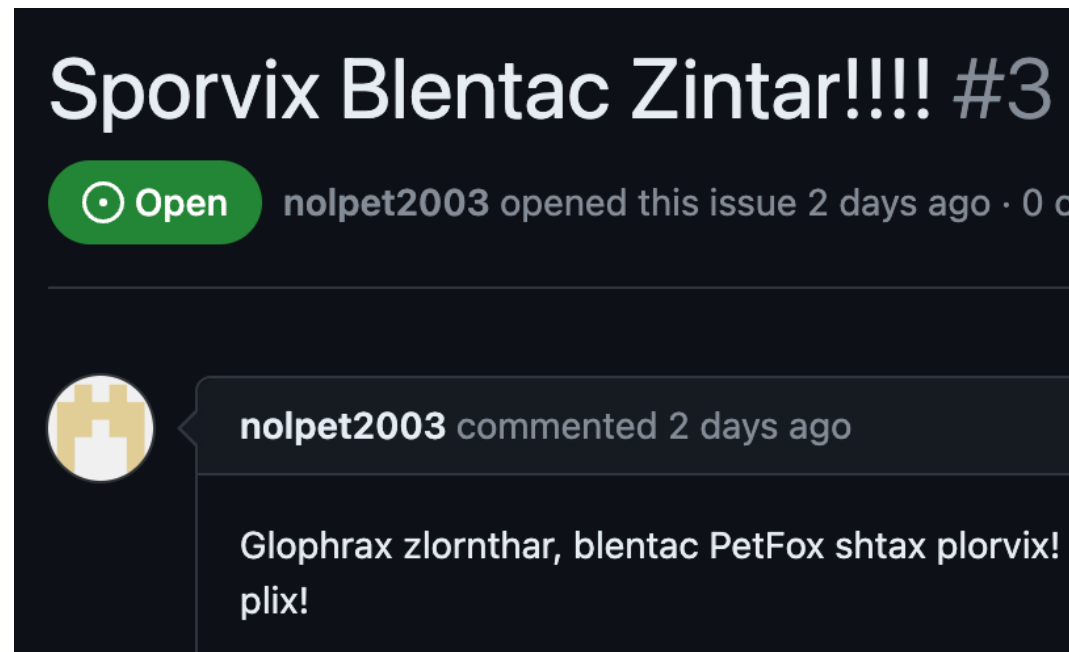 Sporvix Blentac Zintar!!!! #3
Open nolpet2003 opened this issue 2 days ago · 0
nolpet2003 commented 2 days ago
Glophrax zlornthar, blentac PetFox shtax plorvix!
plix!